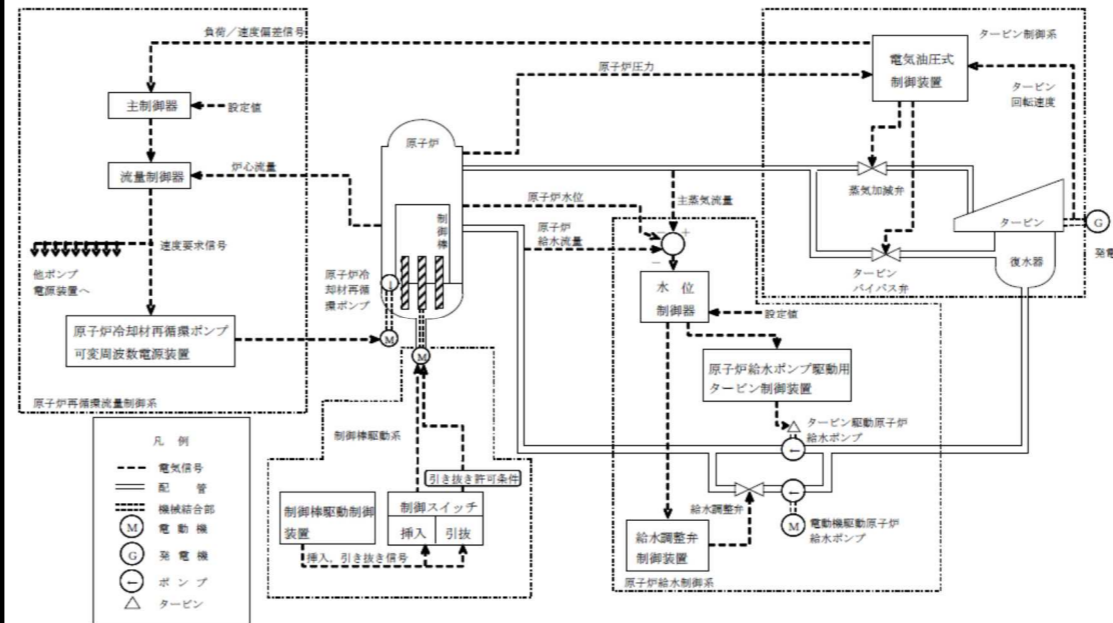 負荷／速度偏差信号
タービン制御系
電気油圧式
制御装置
原子炉圧力
タービン
回転速度
主制御器
設定値
原子炉
流量制御器
炉心流量
蒸気加減弁
原子炉水位
主蒸気流量
制御棒
原子炉
給水流量
－
＋
－
タービン
G
発電
速度要求信号
他ポンプ
電源装置へ
原子炉冷
却材再循
環ポンプ
水　位
制御器
タービン
バイパス弁
復水器
設定値
原子炉冷却材再循環ポンプ
可変周波数電源装置
M
M
原子炉給水ポンプ駆動用
タービン制御装置
原子炉再循環流量制御系
制御棒駆動系
タービン駆動原子炉
給水ポンプ
凡　例
電気信号
配　管
機械結合部
M
電　動　機
G
発　電　機
ポ　ン　プ
タービン
引き抜き許可条件
制御棒駆動制御
装置
制御スイッチ
挿入
引抜
挿入，引き抜き信号
給水調整弁
M
電動機駆動原子炉
給水ポンプ
給水調整弁
制御装置
原子炉給水制御系